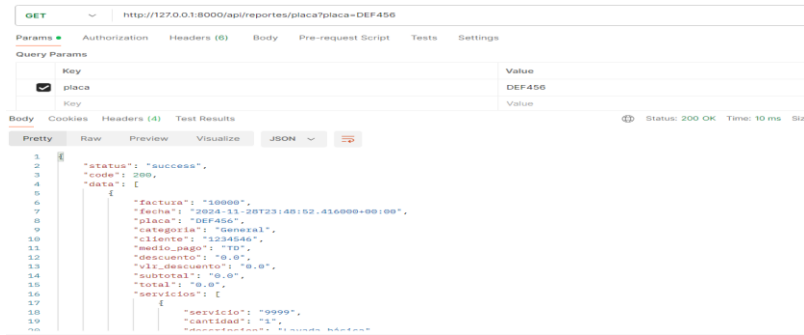 GET http://127.0.0.1:8000/api/reportes/placa?placa=DEF456
Params Authorization Headers (6) Body Pre-request Script Tests Settings
Query Params
Key Value
placa DEF456
Key Value
Body Cookies Headers (4) Test Results Status: 200 OK Time: 10 ms Siz
Pretty Raw Preview Visualize JSON
1 {
2 "status": "success",
3 "code": 200,
4 "data": [
5 {
6 "factura": "10000",
7 "fecha": "2024-11-28T23:48:52.416000+00:00",
8 "placa": "DEF456",
9 "categoria": "General",
10 "cliente": "1234546",
11 "medio_pago": "TD",
12 "descuento": "0.0",
13 "vlr_descuento": "0.0",
14 "subtotal": "0.0",
15 "total": "0.0",
16 "servicios": [
17 {
18 "servicio": "9999",
19 "cantidad": "1",
20 "descripcion": "Lavada básica"